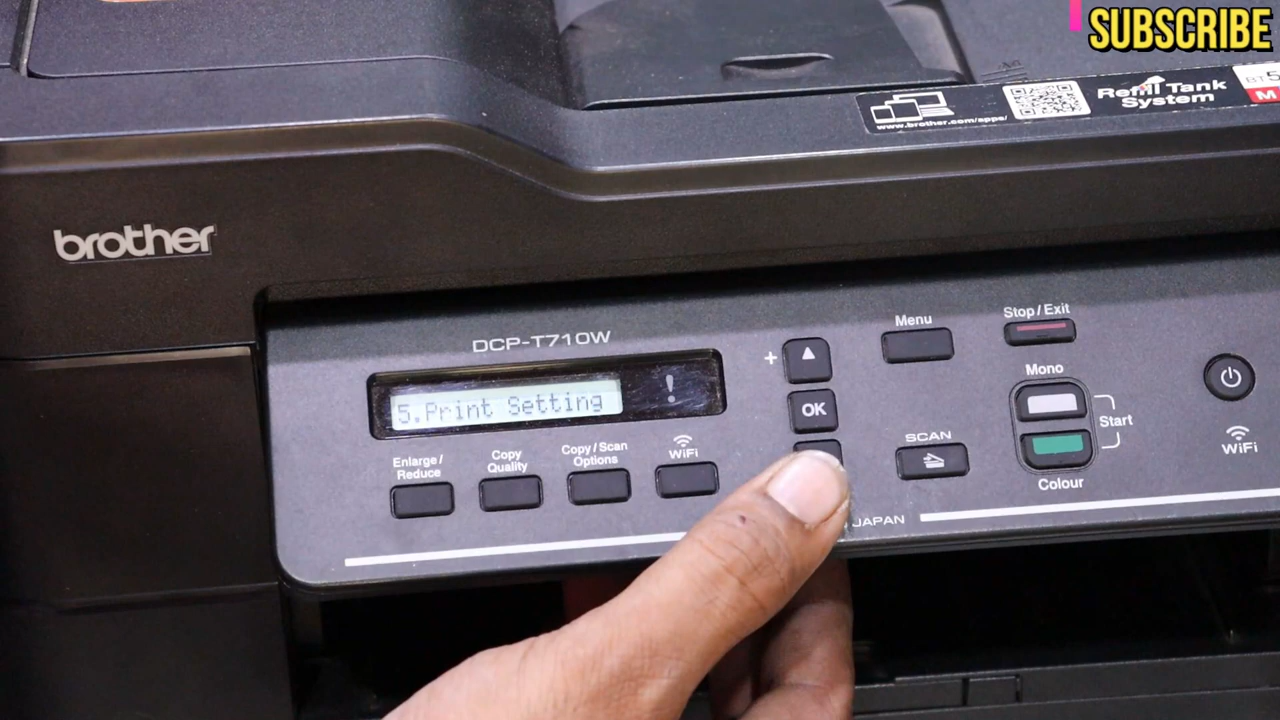 SUBSCRIBE
Refill Tank
System
BT5
M
www.brother.com/apps/
brother
DCP-T710W
5.Print Setting
!
Enlarge/
Reduce
Copy
Quality
Copy/Scan
Options
WiFi
+
OK
Menu
Stop/Exit
Mono
Start
SCAN
Colour
WiFi
JAPAN